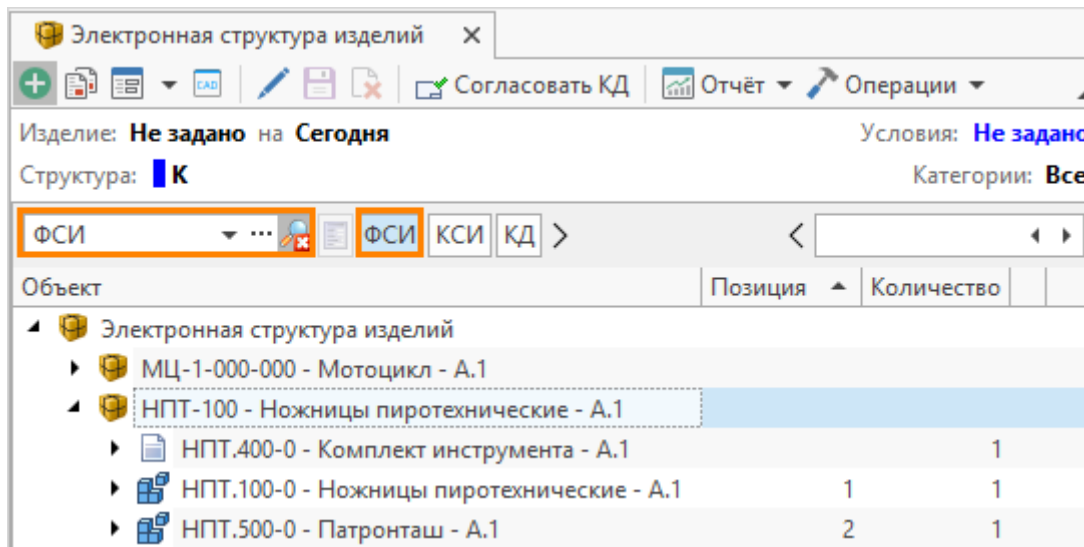 Электронная структура изделий
CAD Согласовать КД Отчёт Операции
Изделие: Не задано на Сегодня Условия: Не задано
Структура: К Категории: Все
ФСИ ... ФСИ КСИ КД
Объект Позиция Количество
Электронная структура изделий
МЦ-1-000-000 - Мотоцикл - А.1
НПТ-100 - Ножницы пиротехнические - А.1
НПТ.400-0 - Комплект инструмента - А.1 1
НПТ.100-0 - Ножницы пиротехнические - А.1 1 1
НПТ.500-0 - Патронташ - А.1 2 1